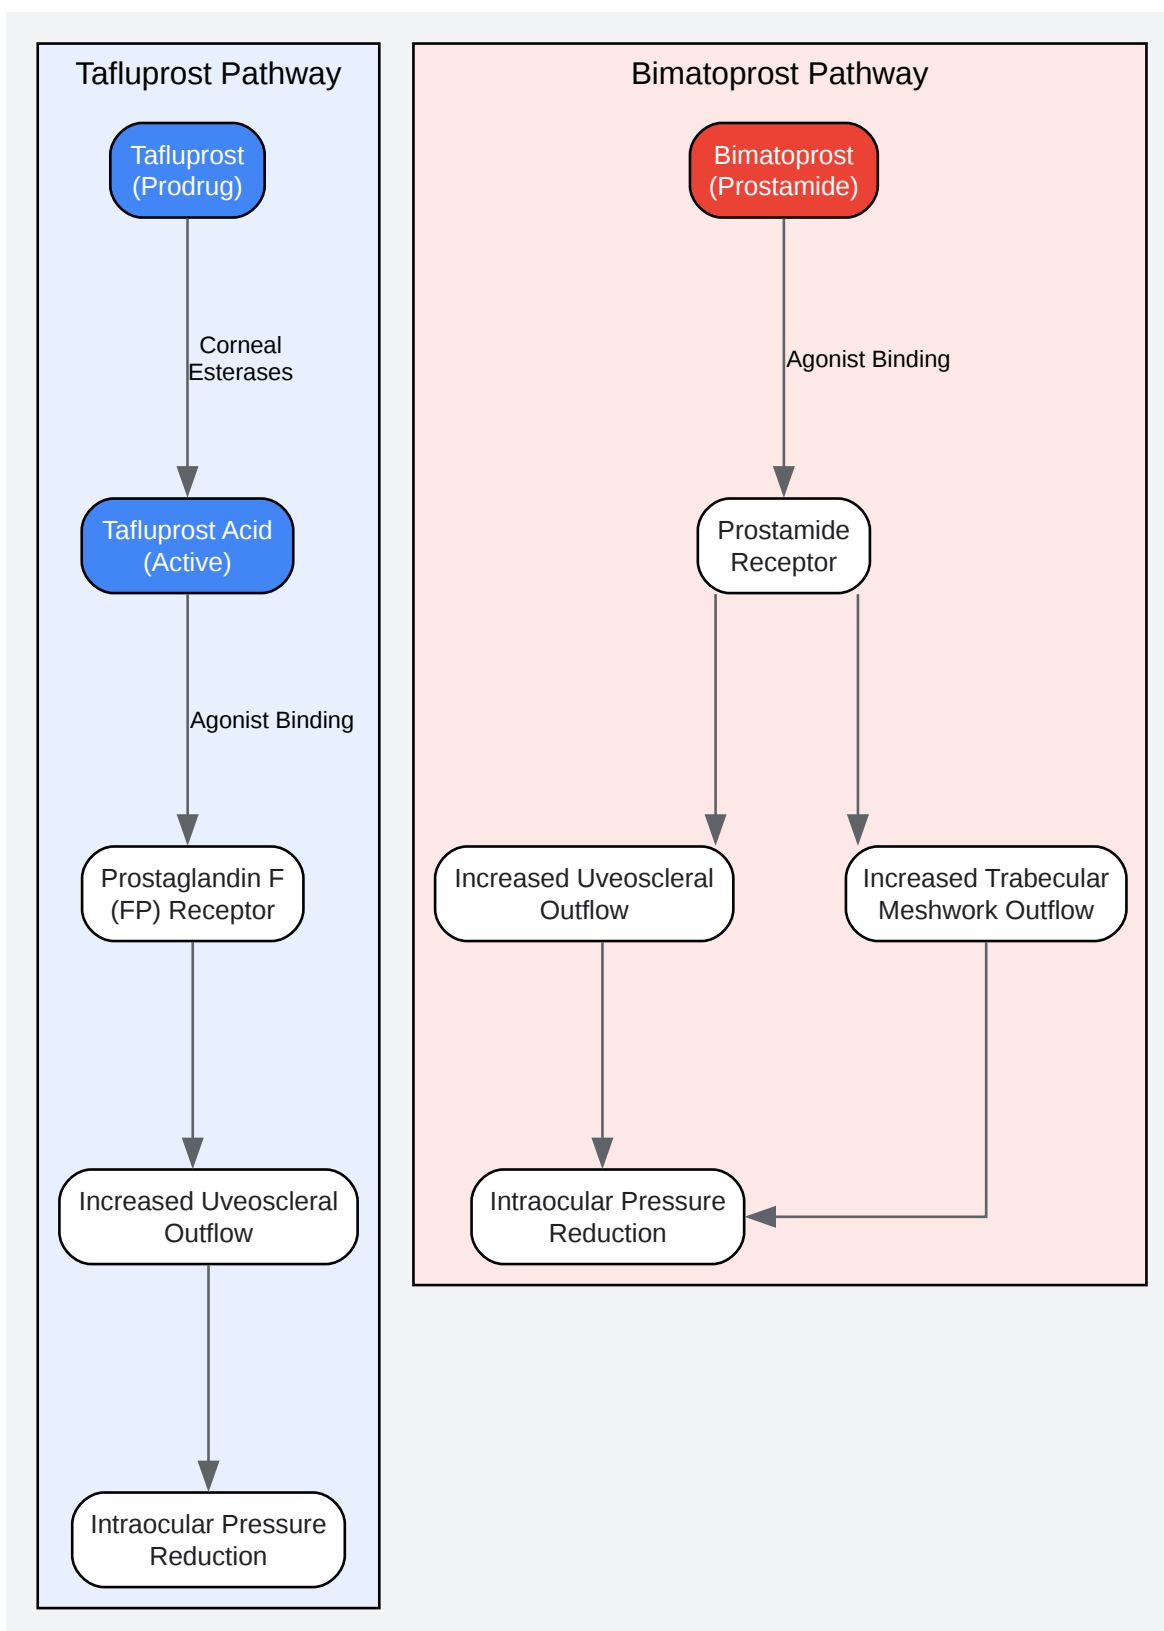 Tafluprost Pathway
Tafluprost
(Prodrug)
Corneal
Esterases
Tafluprost Acid
(Active)
Agonist Binding
Prostaglandin F
(FP) Receptor
Increased Uveoscleral
Outflow
Intraocular Pressure
Reduction
Bimatoprost Pathway
Bimatoprost
(Prostamide)
Agonist Binding
Prostamide
Receptor
Increased Uveoscleral
Outflow
Increased Trabecular
Meshwork Outflow
Intraocular Pressure
Reduction